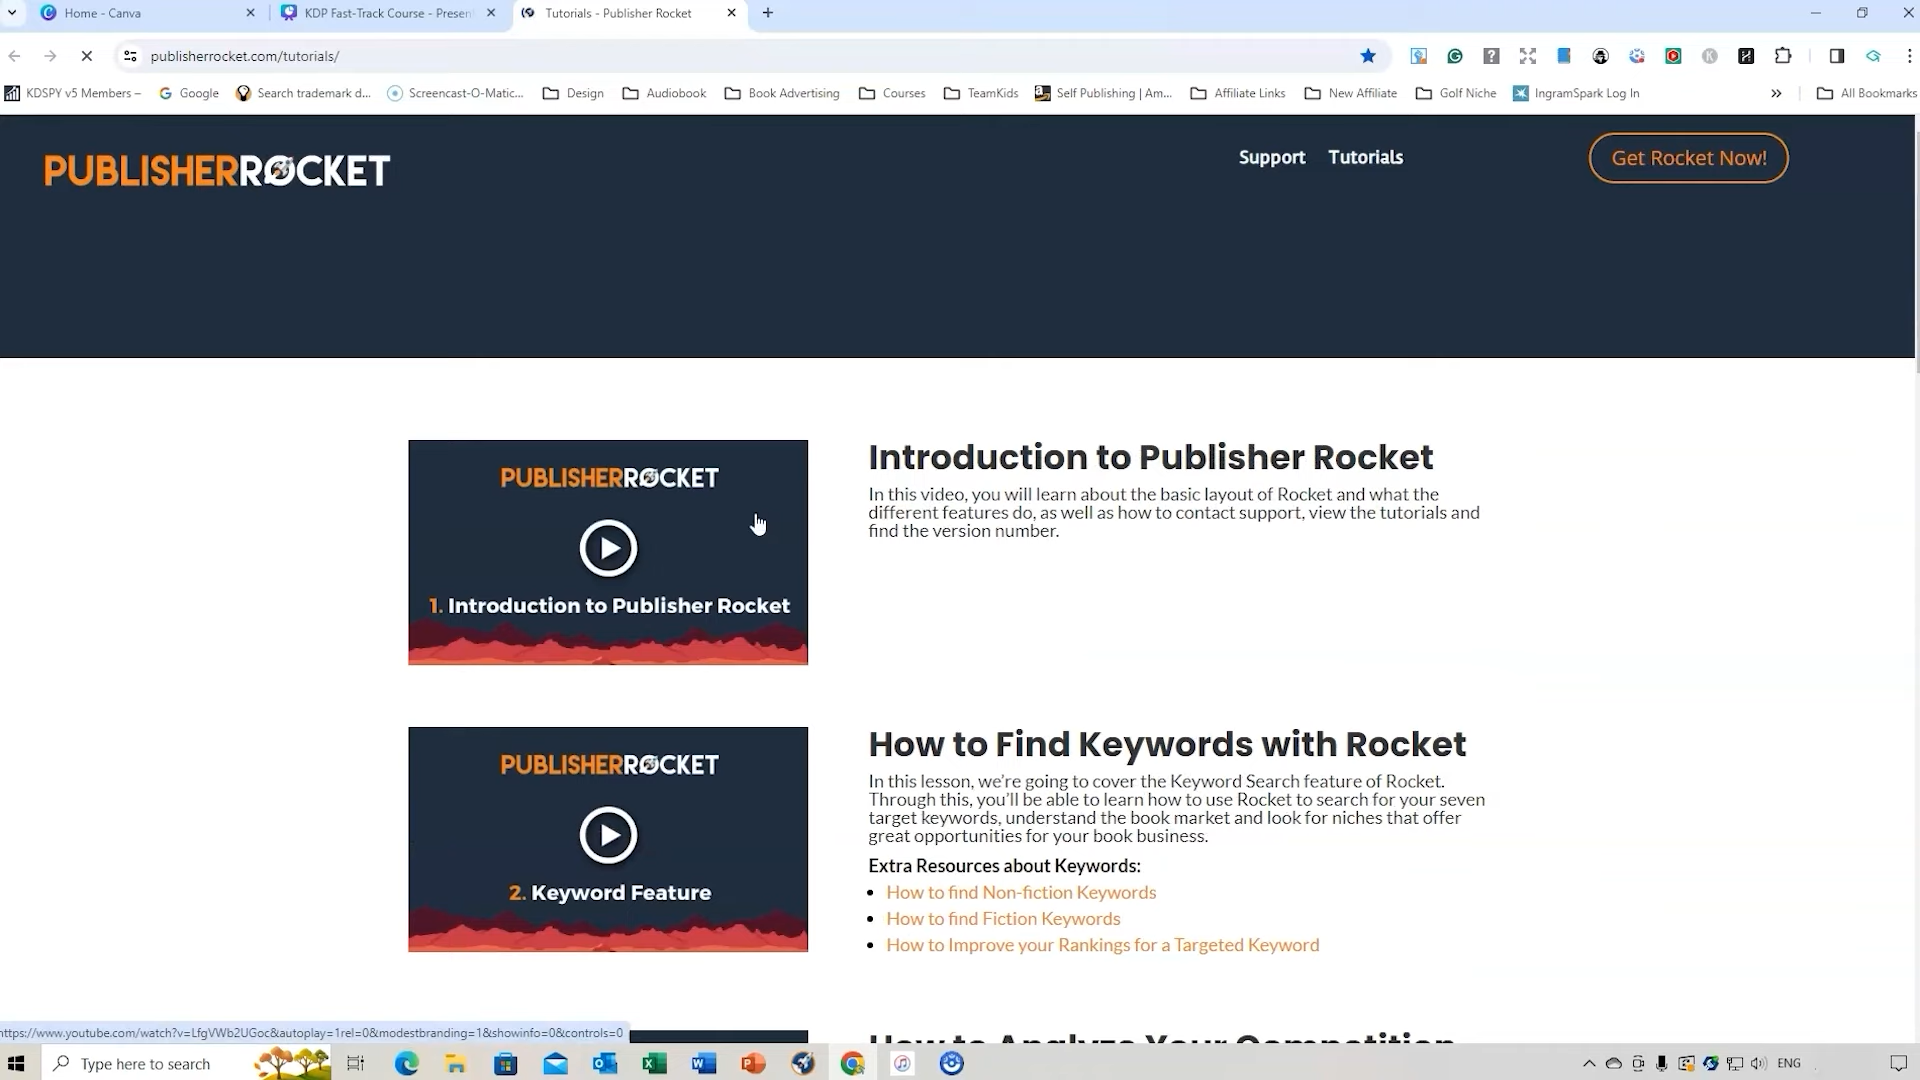 Home - Canva
KDP Fast-Track Course - Presen
Tutorials - Publisher Rocket
publisherrocket.com/tutorials/
KDSPY v5 Members –
Google
Search trademark d...
Screencast-O-Matic...
Design
Audiobook
Book Advertising
Courses
TeamKids
Self Publishing | Am...
Affiliate Links
New Affiliate
Golf Niche
IngramSpark Log In
All Bookmarks
PUBLISHERROCKET
Support
Tutorials
Get Rocket Now!
PUBLISHERROCKET
1. Introduction to Publisher Rocket
Introduction to Publisher Rocket
In this video, you will learn about the basic layout of Rocket and what the
different features do, as well as how to contact support, view the tutorials and
find the version number.
PUBLISHERROCKET
2. Keyword Feature
How to Find Keywords with Rocket
In this lesson, we're going to cover the Keyword Search feature of Rocket.
Through this, you'll be able to learn how to use Rocket to search for your seven
target keywords, understand the book market and look for niches that offer
great opportunities for your book business.
Extra Resources about Keywords:
• How to find Non-fiction Keywords
• How to find Fiction Keywords
• How to Improve your Rankings for a Targeted Keyword
How to Analyze Your Competition
https://www.youtube.com/watch?v=LfgVWb2UGoc&autoplay=1rel=0&modestbranding=1&showinfo=0&controls=0
Type here to search
ENG